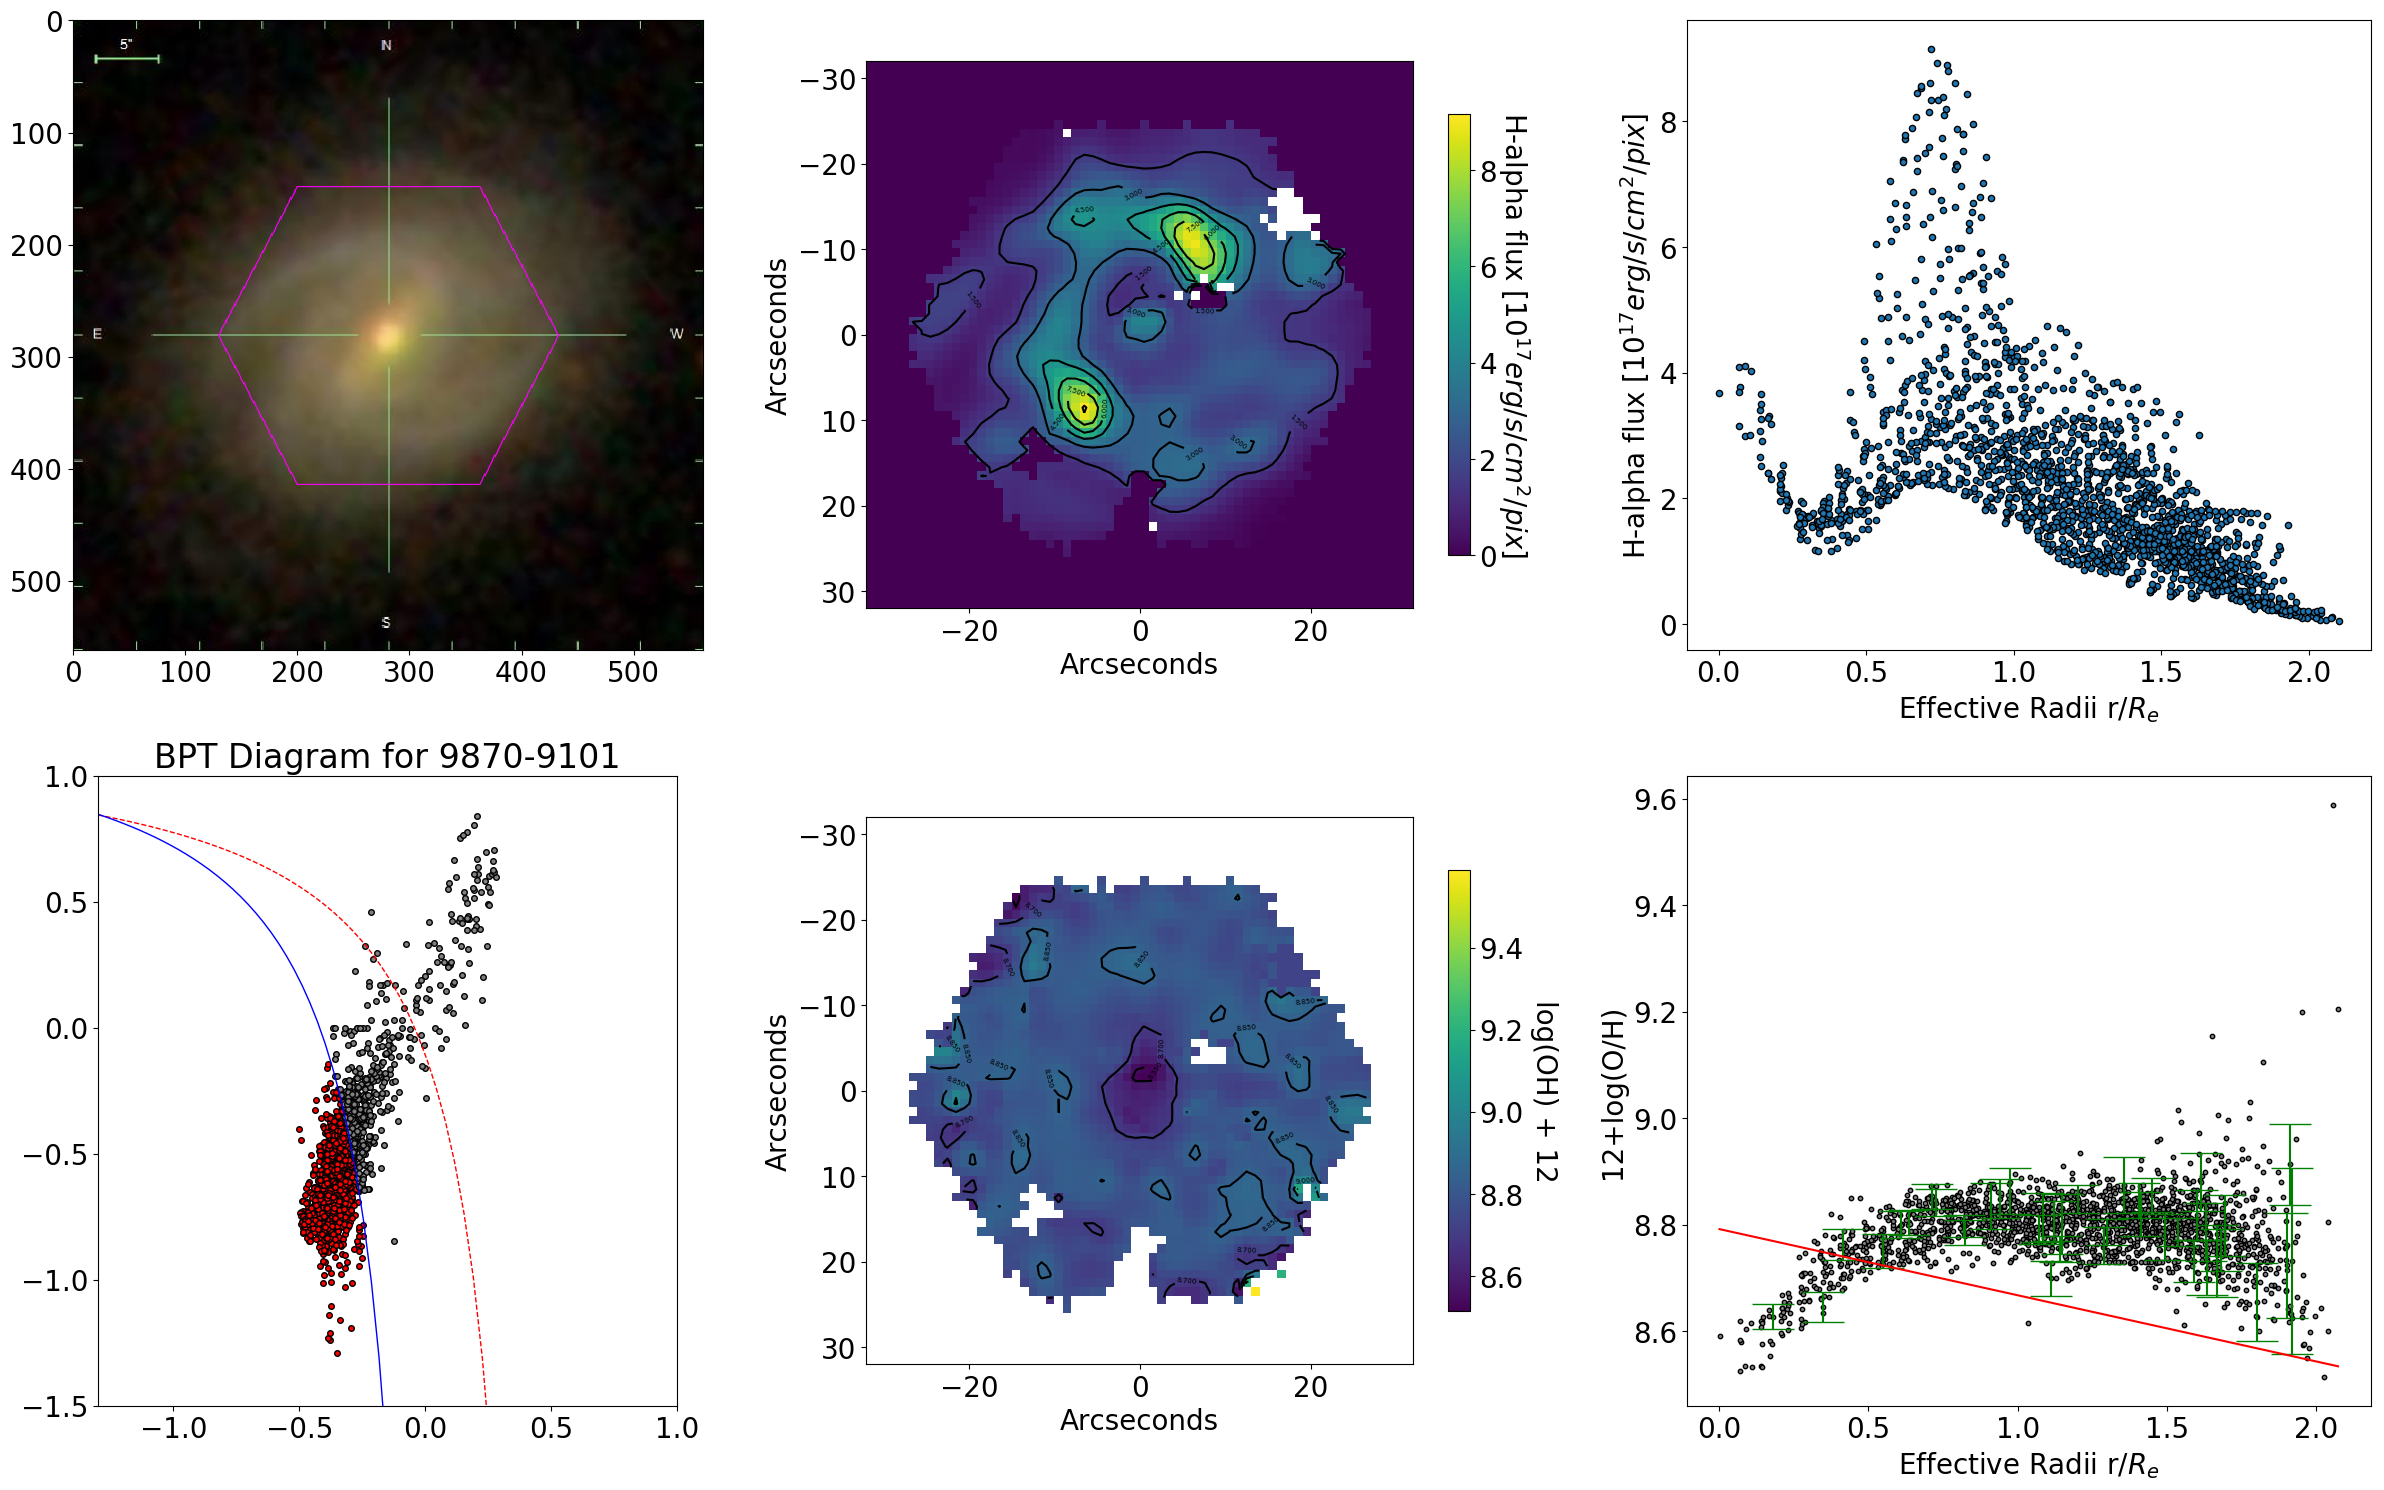 0
100
200
300
400
500
5"
N
E
W
S
0 100 200 300 400 500
−30
−20
−10
0
10
20
30
Arcseconds
−20 0 20
Arcseconds
8
6
4
2
0
H-alpha flux [10^17 erg/s/cm^2/pix]
H-alpha flux [10^17 erg/s/cm^2/pix]
8
6
4
2
0
0.0 0.5 1.0 1.5 2.0
Effective Radii r/R_e
BPT Diagram for 9870-9101
1.0
0.5
0.0
−0.5
−1.0
−1.5
−1.0 −0.5 0.0 0.5 1.0
−30
−20
−10
0
10
20
30
Arcseconds
−20 0 20
Arcseconds
9.4
9.2
9.0
8.8
8.6
log(OH) + 12
12+log(O/H)
9.6
9.4
9.2
9.0
8.8
8.6
0.0 0.5 1.0 1.5 2.0
Effective Radii r/R_e